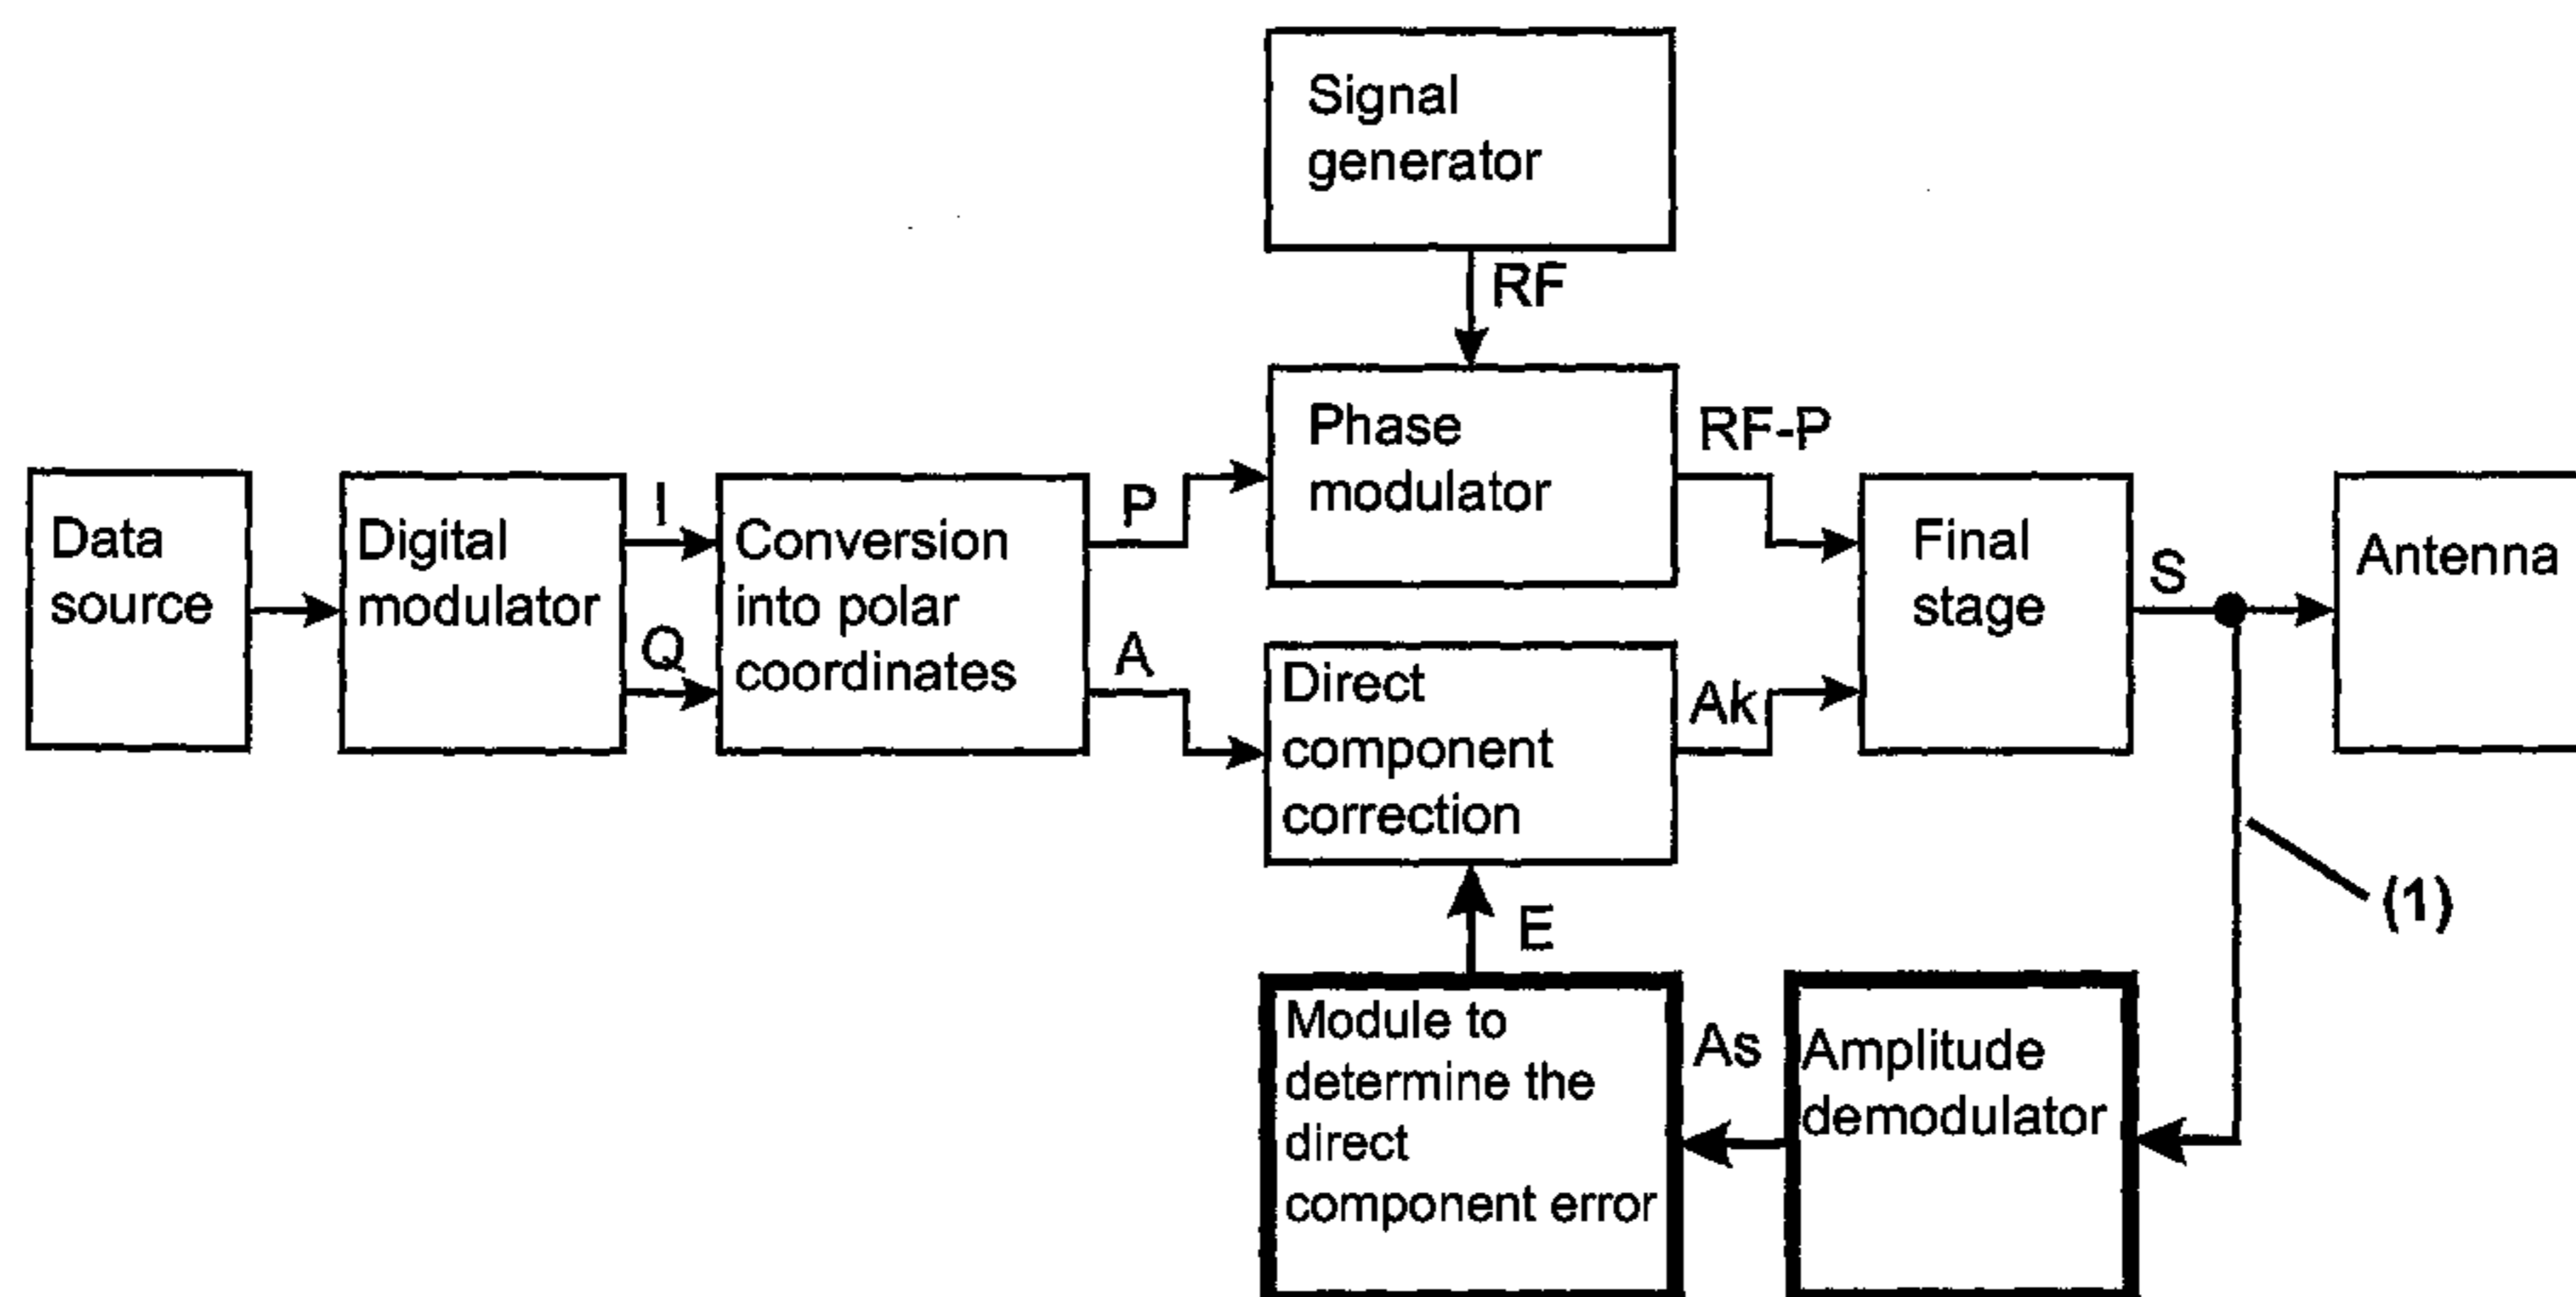 Signal
generator
RF
Phase
modulator
RF-P
Data
source
Digital
modulator
I
Q
Conversion
into polar
coordinates
P
A
Direct
component
correction
Ak
Final
stage
S
Antenna
(1)
E
Module to
determine the
direct
component error
As
Amplitude
demodulator